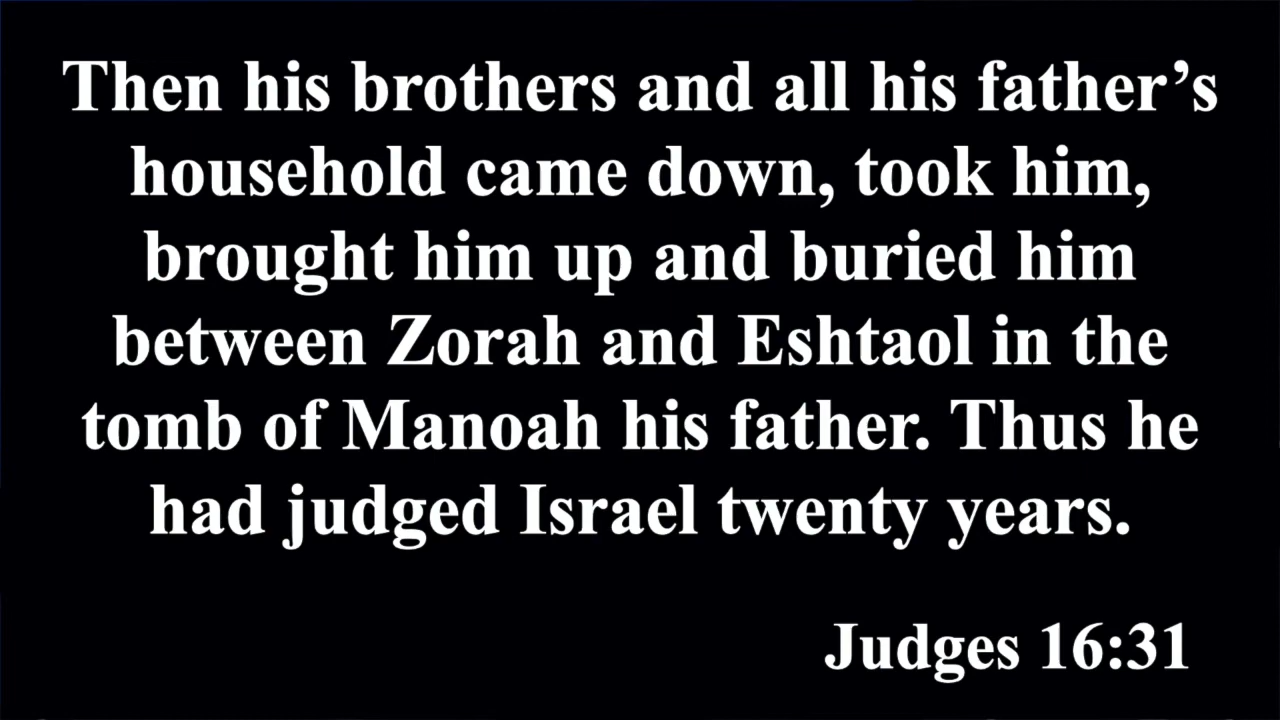 Then his brothers and all his father’s
household came down, took him,
brought him up and buried him
between Zorah and Eshtaol in the
tomb of Manoah his father. Thus he
had judged Israel twenty years.
Judges 16:31